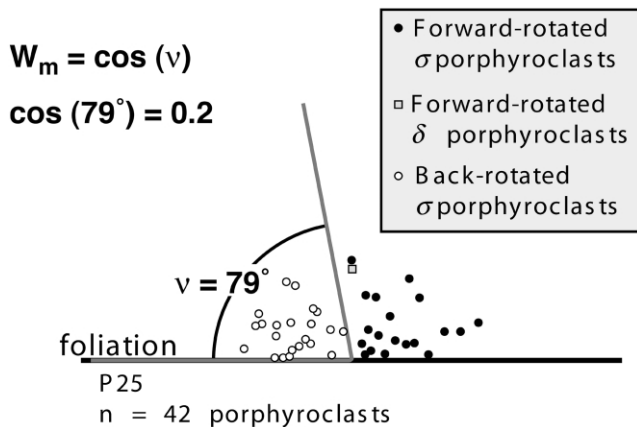 W_m = cos (ν)
cos (79°) = 0.2
Forward-rotated
σ porphyroclasts
Forward-rotated
δ porphyroclasts
Back-rotated
σ porphyroclasts
ν = 79°
foliation
P25
n = 42 porphyroclasts